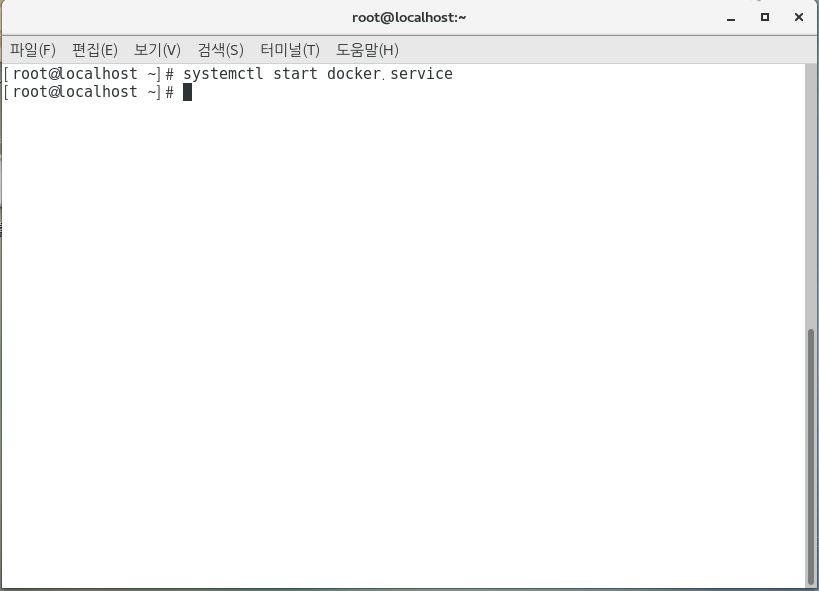 root@localhost:~
파일(F) 편집(E) 보기(V) 검색(S) 터미널(T) 도움말(H)
[root@localhost ~]# systemctl start docker.service
[root@localhost ~]#